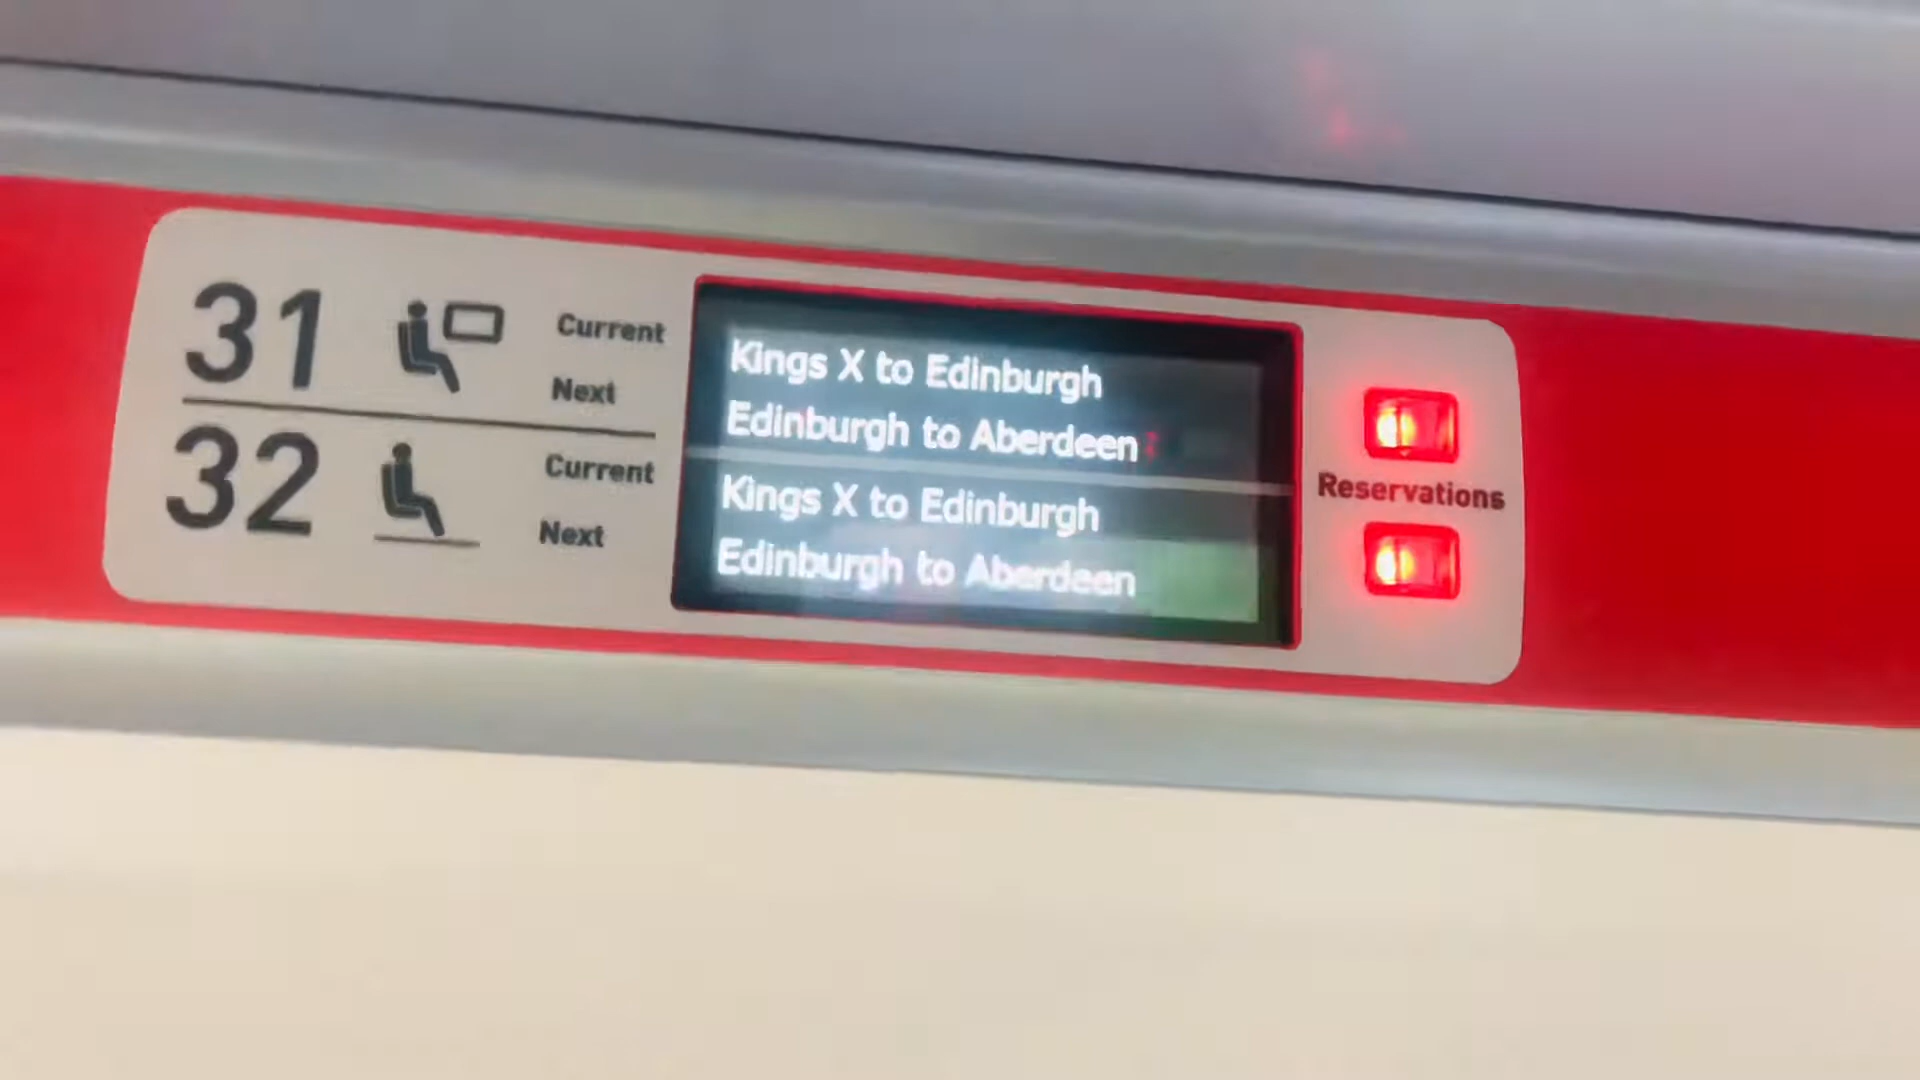 31
Current
Next
32
Current
Next
Kings X to Edinburgh
Edinburgh to Aberdeen
Kings X to Edinburgh
Edinburgh to Aberdeen
Reservations